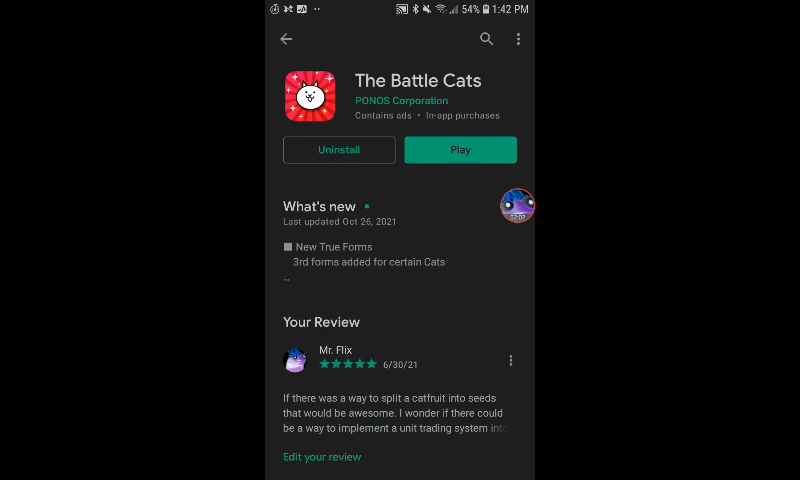 54% 1:42 PM
The Battle Cats
PONOS Corporation
Contains ads • In-app purchases
Uninstall Play
What's new •
Last updated Oct 26, 2021
02:02
■ New True Forms
3rd forms added for certain Cats
...
Your Review
Mr. Flix
6/30/21
If there was a way to split a catfruit into seeds
that would be awesome. I wonder if there could
be a way to implement a unit trading system into
Edit your review